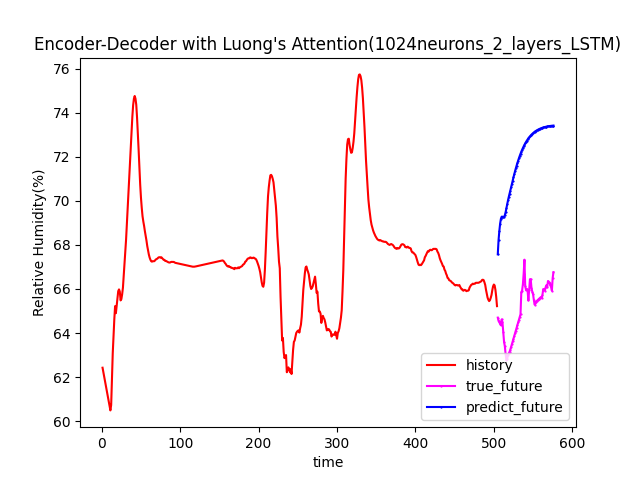 Encoder-Decoder with Luong's Attention(1024neurons_2_layers_LSTM)
Relative Humidity(%)
76
74
72
70
68
66
64
62
60
0 100 200 300 400 500 600
time
history
true_future
predict_future